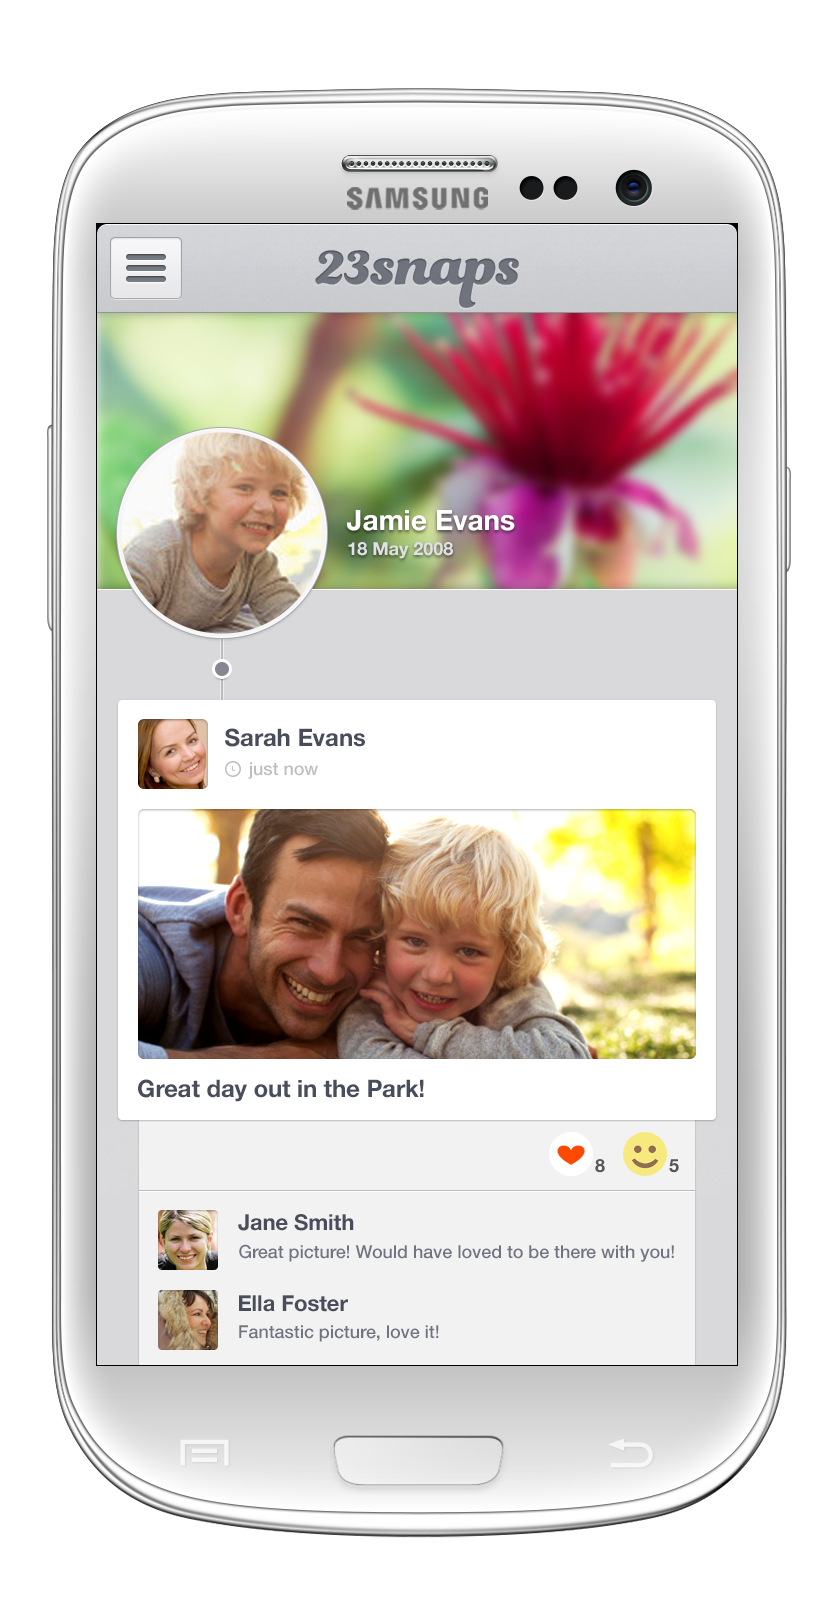 SAMSUNG
23snaps
Jamie Evans
18 May 2008
Sarah Evans
just now
Great day out in the Park!
8
5
Jane Smith
Great picture! Would have loved to be there with you!
Ella Foster
Fantastic picture, love it!